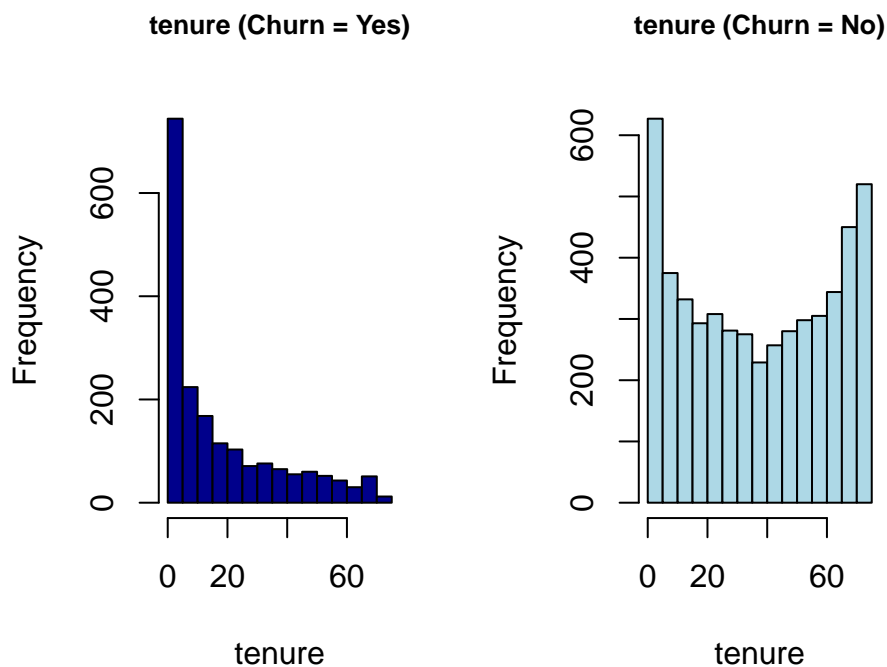 tenure (Churn = Yes)
Frequency
0
200
400
600
0 20 60
tenure
tenure (Churn = No)
Frequency
0
200
400
600
0 20 60
tenure